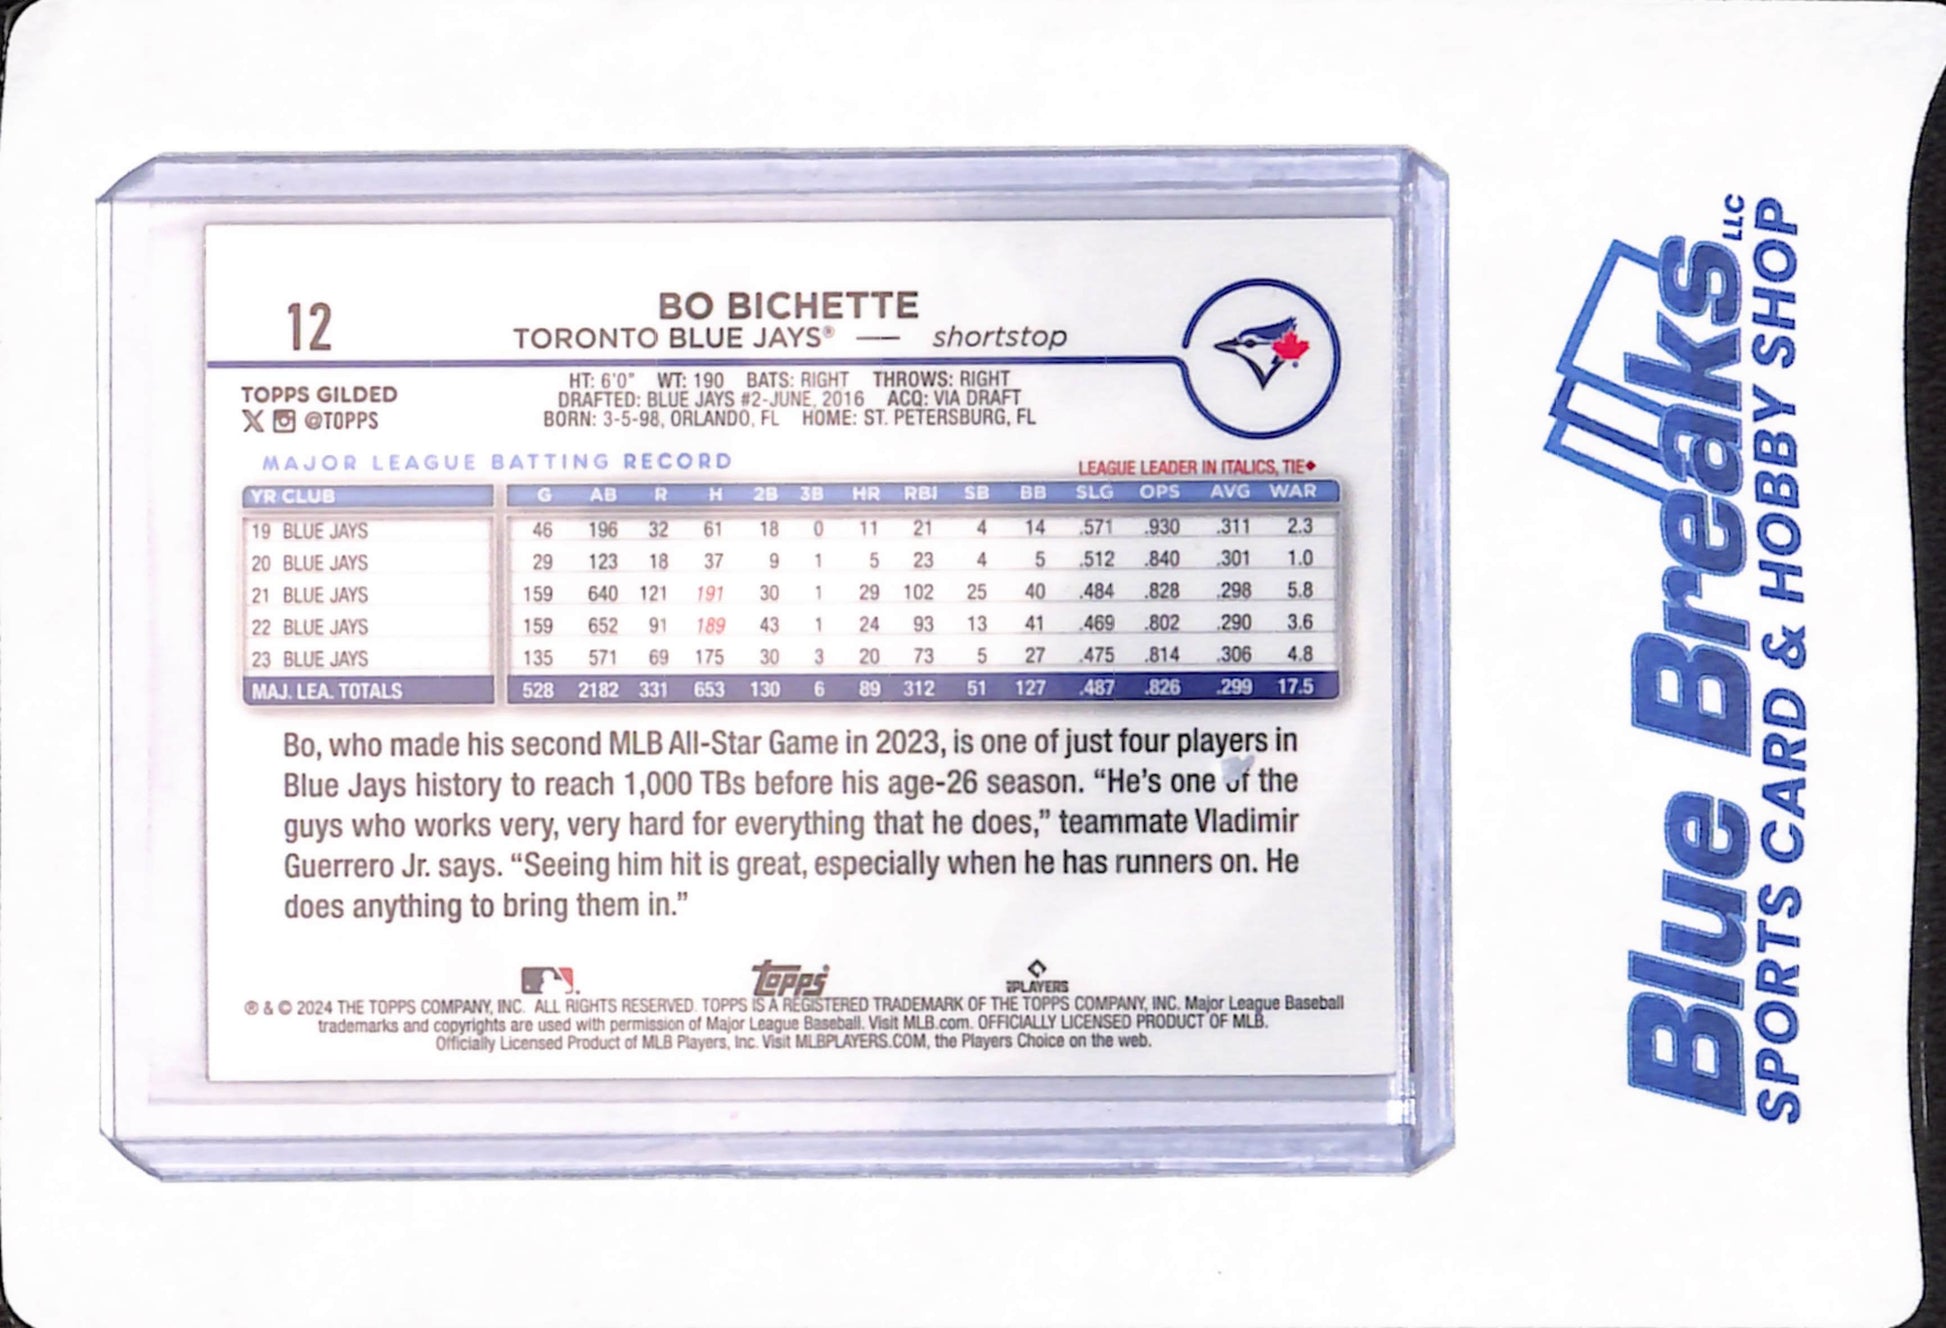 12
BO BICHETTE
TORONTO BLUE JAYS® — shortstop
TOPPS GILDED
@TOPPS
HT: 6'0" WT: 190 BATS: RIGHT THROWS: RIGHT
DRAFTED: BLUE JAYS #2-JUNE, 2016 ACQ: VIA DRAFT
BORN: 3-5-98, ORLANDO, FL HOME: ST. PETERSBURG, FL
MAJOR LEAGUE BATTING RECORD
LEAGUE LEADER IN ITALICS, TIE◆
YR CLUB G AB R H 2B 3B HR RBI SB BB SLG OPS AVG WAR
19 BLUE JAYS 46 196 32 61 18 0 11 21 4 14 .571 .930 .311 2.3
20 BLUE JAYS 29 123 18 37 9 1 5 23 4 5 .512 .840 .301 1.0
21 BLUE JAYS 159 640 121 191 30 1 29 102 25 40 .484 .828 .298 5.8
22 BLUE JAYS 159 652 91 189 43 1 24 93 13 41 .469 .802 .290 3.6
23 BLUE JAYS 135 571 69 175 30 3 20 73 5 27 .475 .814 .306 4.8
MAJ. LEA. TOTALS 528 2182 331 653 130 6 89 312 51 127 .487 .826 .299 17.5
Bo, who made his second MLB All-Star Game in 2023, is one of just four players in
Blue Jays history to reach 1,000 TBs before his age-26 season. “He's one of the
guys who works very, very hard for everything that he does,” teammate Vladimir
Guerrero Jr. says. “Seeing him hit is great, especially when he has runners on. He
does anything to bring them in.”
Topps
PLAYERS
® & © 2024 THE TOPPS COMPANY, INC. ALL RIGHTS RESERVED. TOPPS IS A REGISTERED TRADEMARK OF THE TOPPS COMPANY, INC. Major League Baseball
trademarks and copyrights are used with permission of Major League Baseball. Visit MLB.com. OFFICIALLY LICENSED PRODUCT OF MLB.
Officially Licensed Product of MLB Players, Inc. Visit MLBPLAYERS.COM, the Players Choice on the web.
Blue Breaks LLC
SPORTS CARD & HOBBY SHOP